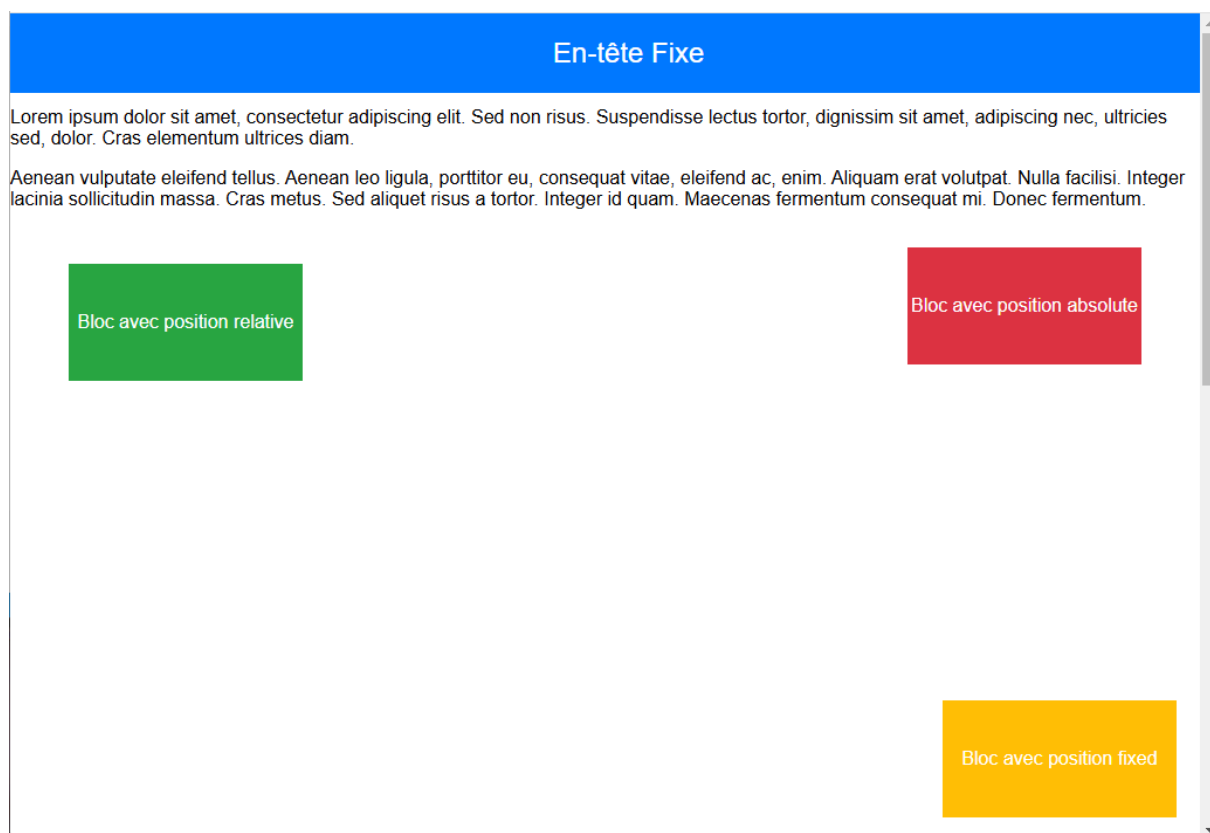 En-tête Fixe
Lorem ipsum dolor sit amet, consectetur adipiscing elit. Sed non risus. Suspendisse lectus tortor, dignissim sit amet, adipiscing nec, ultricies
sed, dolor. Cras elementum ultrices diam.
Aenean vulputate eleifend tellus. Aenean leo ligula, porttitor eu, consequat vitae, eleifend ac, enim. Aliquam erat volutpat. Nulla facilisi. Integer
lacinia sollicitudin massa. Cras metus. Sed aliquet risus a tortor. Integer id quam. Maecenas fermentum consequat mi. Donec fermentum.
Bloc avec position relative
Bloc avec position absolute
Bloc avec position fixed